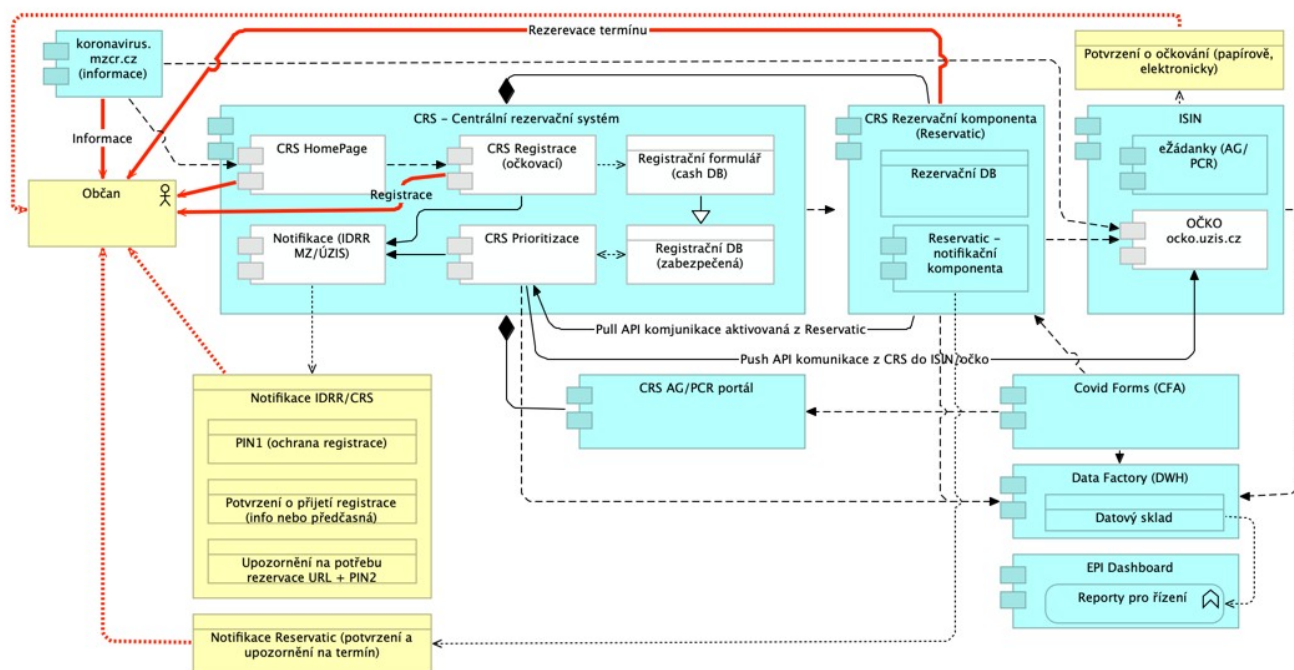 Rezerevace termínu
koronavirus.
mzcr.cz
(informace)
Potvrzení o očkování (papírově,
elektronicky)
CRS – Centrální rezervační systém
CRS Rezervační komponenta
(Reservatic)
ISIN
Informace
CRS HomePage
CRS Registrace
(očkovací)
Registrační formulář
(cash DB)
Rezervační DB
eŽádanky (AG/
PCR)
Občan
Registrace
Notifikace (IDRR
MZ/ÚZIS)
CRS Prioritizace
Registrační DB
(zabezpečená)
Reservatic –
notifikační
komponenta
OČKO
ocko.uzis.cz
Pull API komjunikace aktivovaná z Reservatic
Push API komunikace z CRS do ISIN/očko
Notifikace IDRR/CRS
CRS AG/PCR portál
Covid Forms (CFA)
PIN1 (ochrana registrace)
Data Factory (DWH)
Potvrzení o přijetí registrace
(info nebo předčasná)
Datový sklad
Upozornění na potřebu
rezervace URL + PIN2
EPI Dashboard
Reporty pro řízení
Notifikace Reservatic (potvrzení a
upozornění na termín)